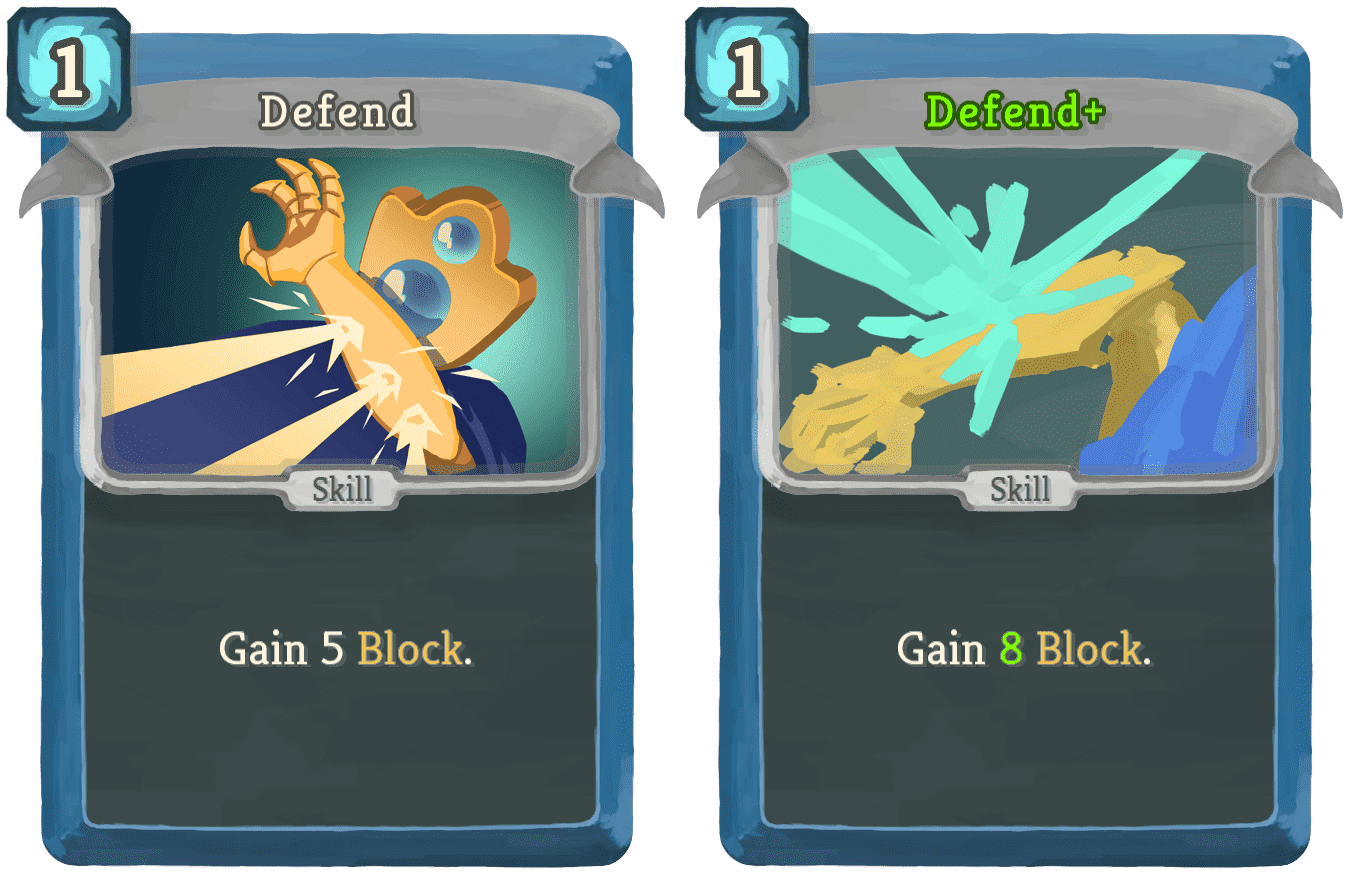 1
Defend
Skill
Gain 5 Block.
1
Defend+
Skill
Gain 8 Block.